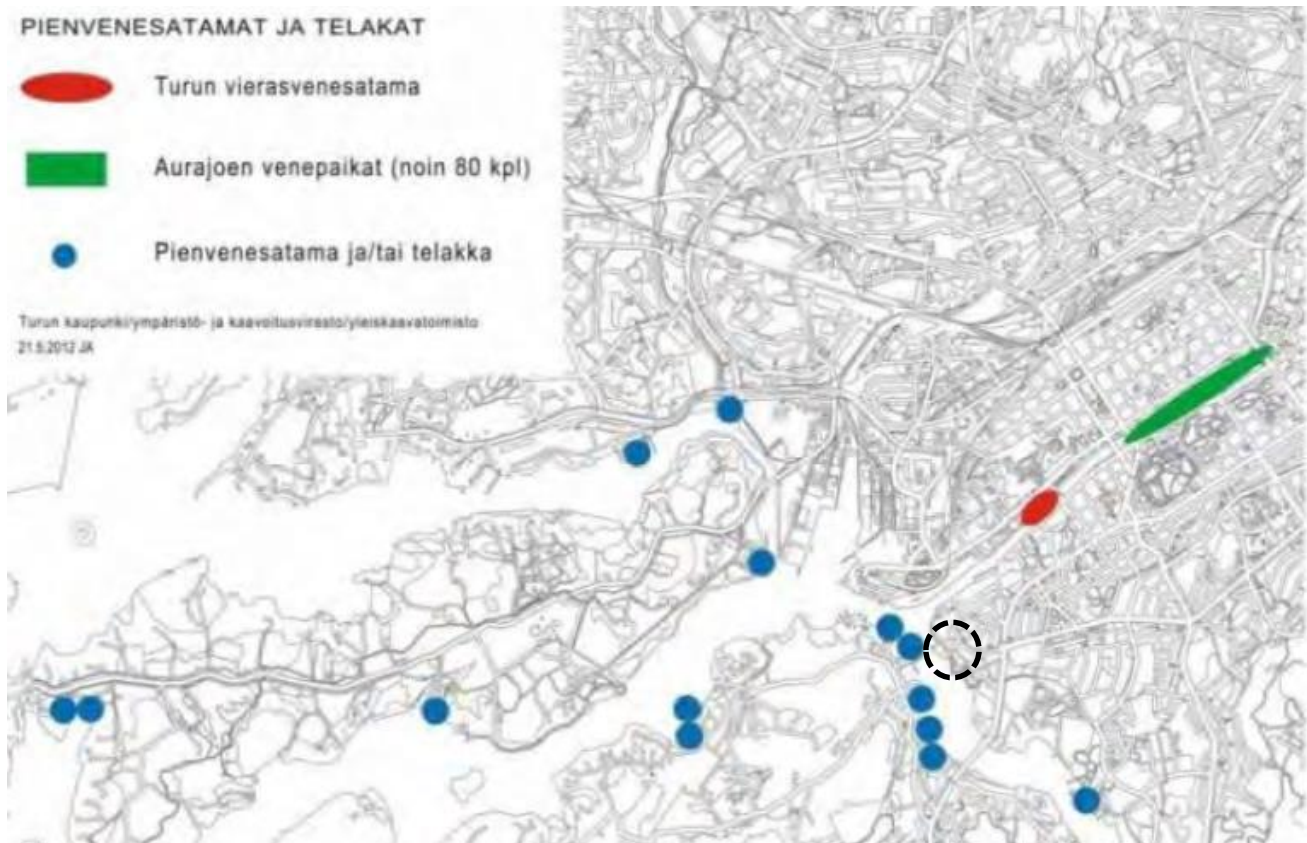 PIENVENESATAMAT JA TELAKAT
Turun vierasvenesatama
Aurajoen venepaikat (noin 80 kpl)
Pienvenesatama ja/tai telakka
Turun kaupunki/ympäristö- ja kaavoitusvirasto/yleiskaavatoimisto
21.5.2012 JA